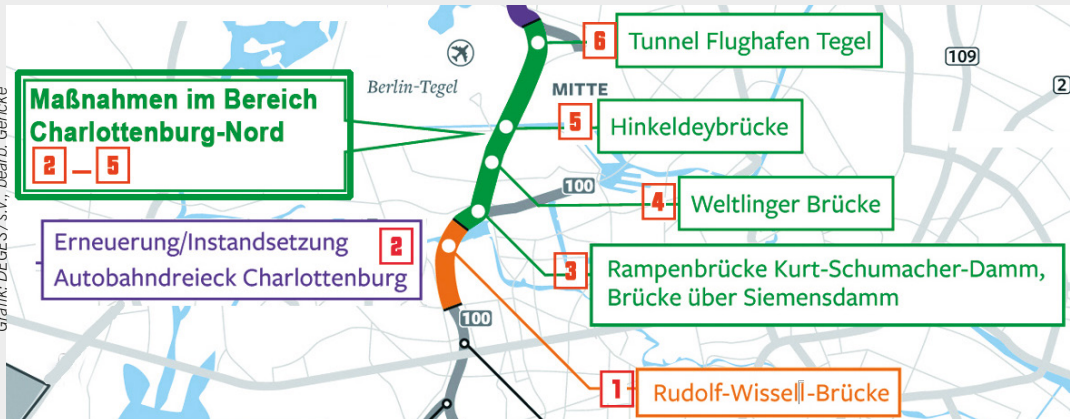 6 Tunnel Flughafen Tegel
109
2
Berlin-Tegel
MITTE
Maßnahmen im Bereich
Charlottenburg-Nord
2 – 5
5 Hinkeldeybrücke
100
4 Weltlinger Brücke
Erneuerung/Instandsetzung 2
Autobahndreieck Charlottenburg
3 Rampenbrücke Kurt-Schumacher-Damm,
Brücke über Siemensdamm
100
1 Rudolf-Wissell-Brücke
Grafik: DEGES / s.V., bearb. Gericke